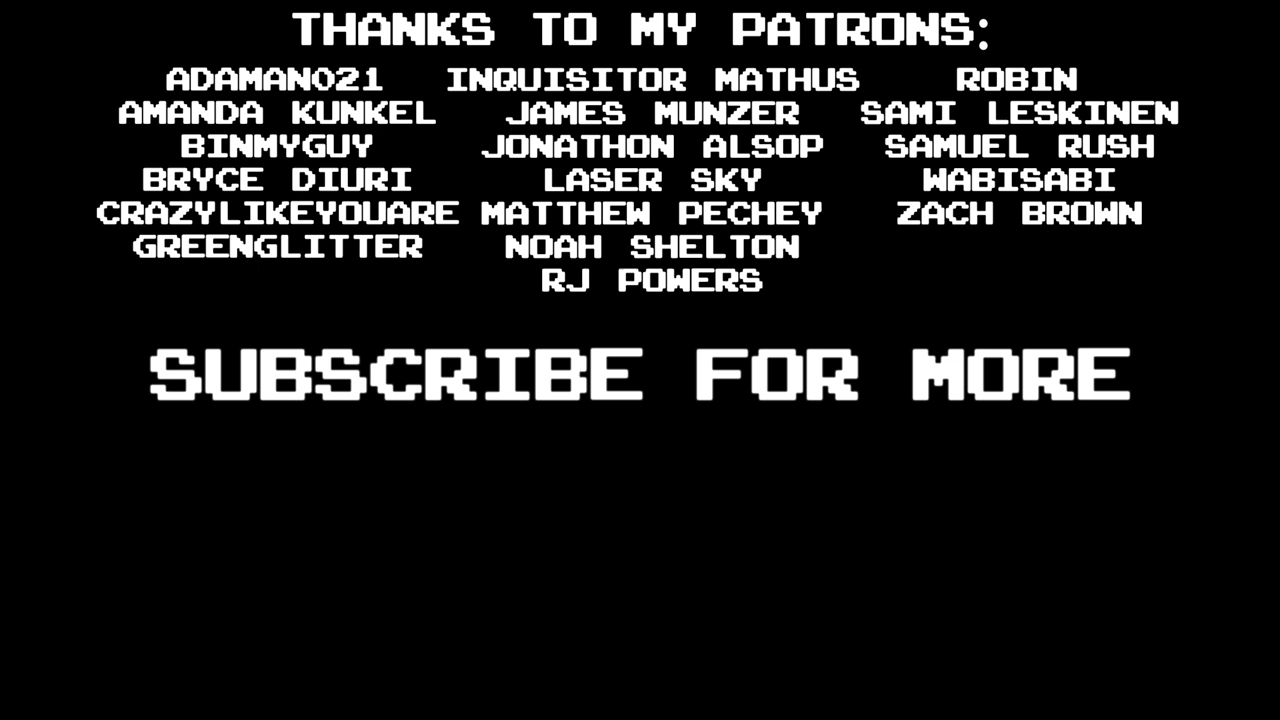 THANKS TO MY PATRONS:
ADAMANO21 INQUISITOR MATHUS ROBIN
AMANDA KUNKEL JAMES MUNZER SAMI LESKINEN
BINMYGUY JONATHON ALSOP SAMUEL RUSH
BRYCE DIURI LASER SKY WABISABI
CRAZYLIKEYOUARE MATTHEW PECHEY ZACH BROWN
GREENGLITTER NOAH SHELTON
RJ POWERS
SUBSCRIBE FOR MORE